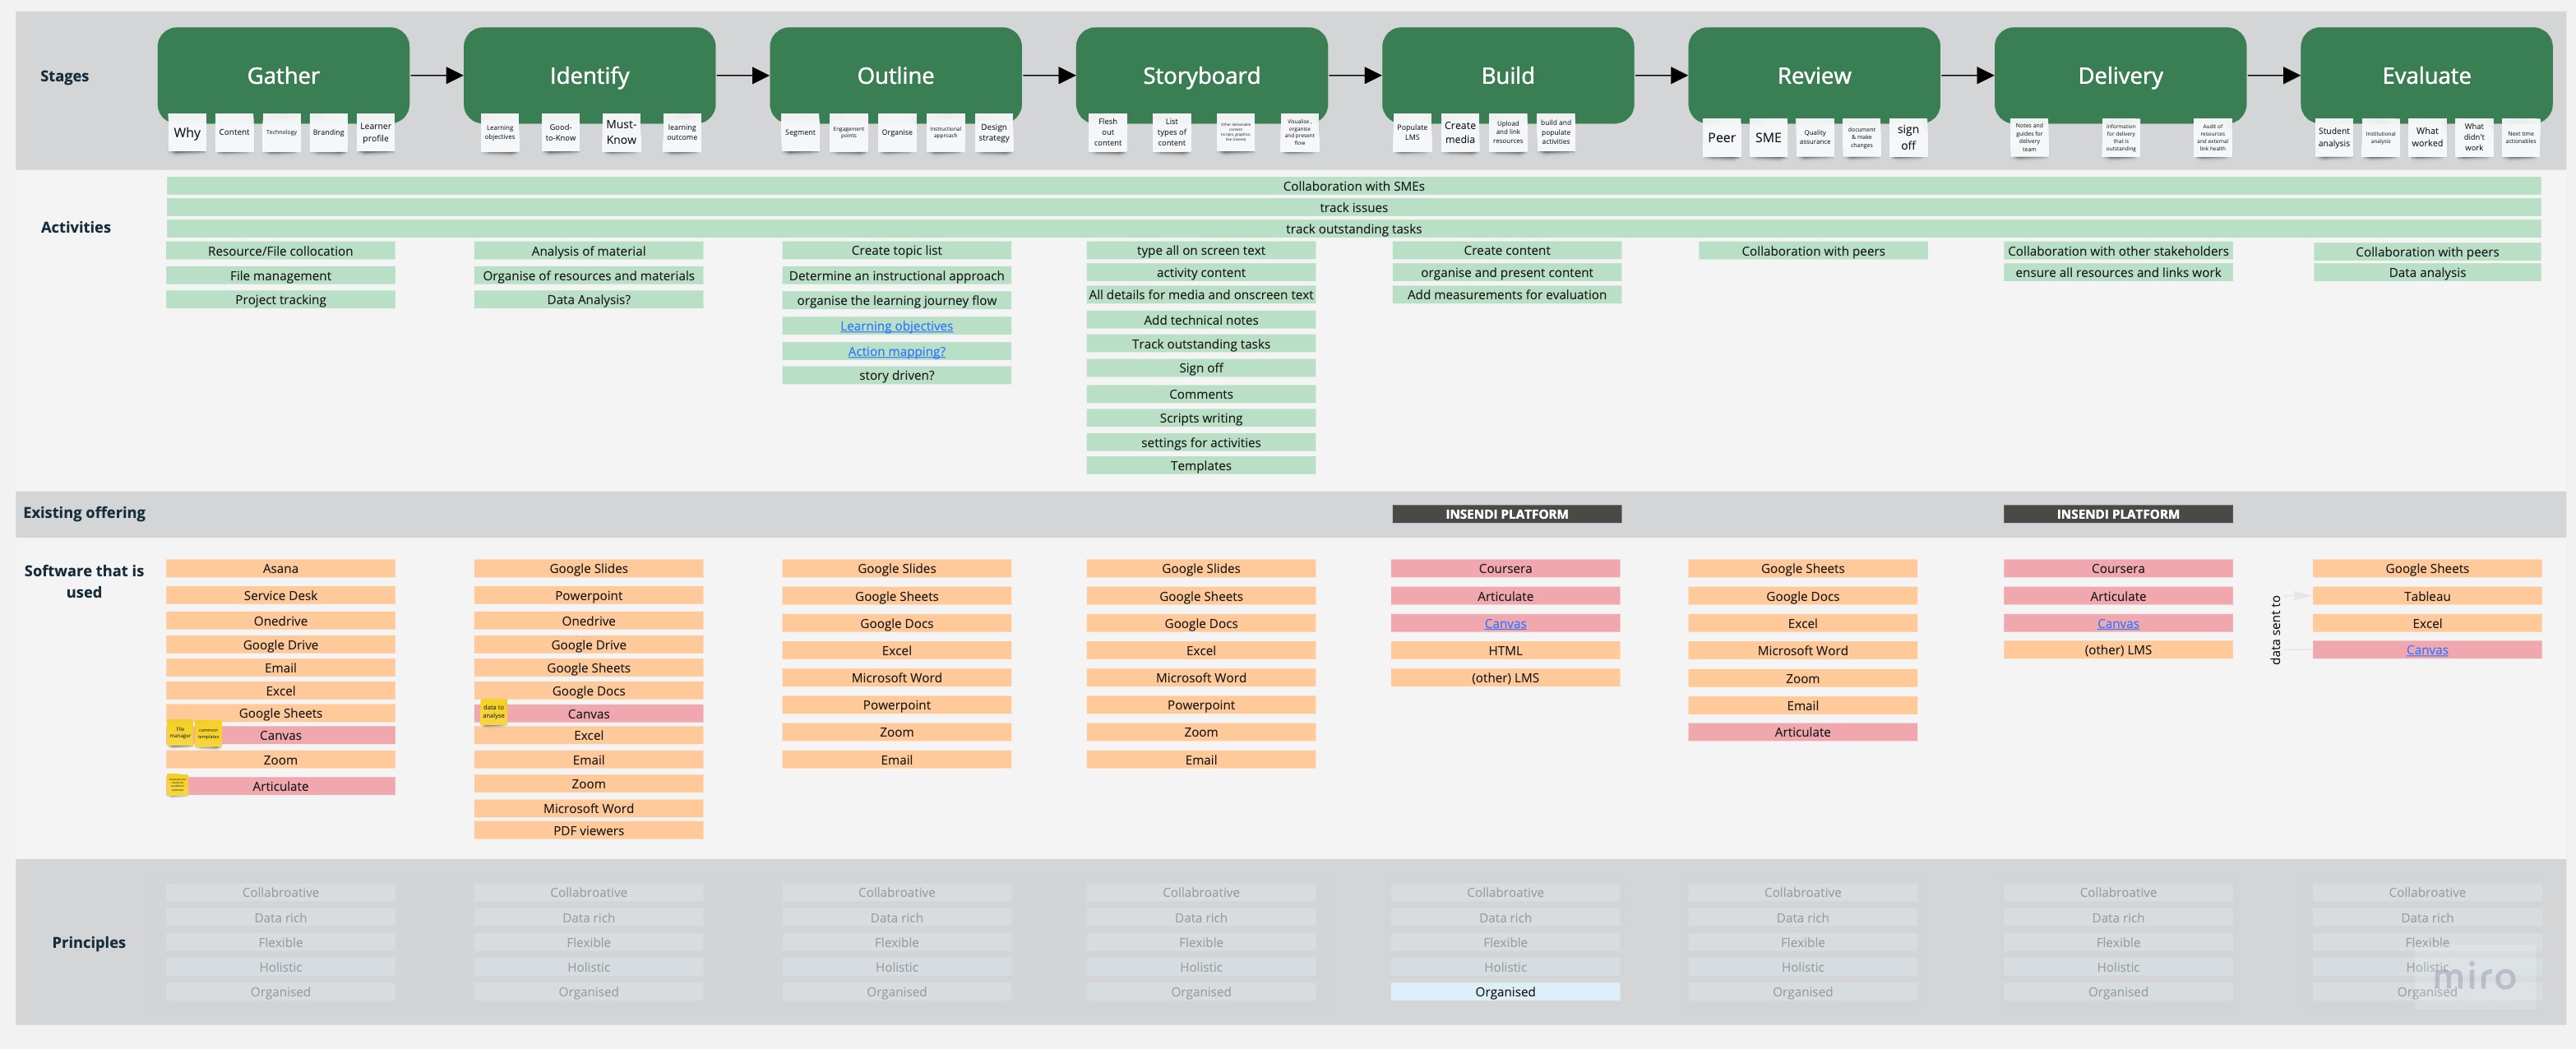 Stages
Gather
Identify
Outline
Storyboard
Build
Review
Delivery
Evaluate
Why
Content
Technology
Branding
Learner
profile
Learning
objectives
Good-
to-Know
Must-
Know
learning
outcome
Segment
Engagement
points
Organise
Instructional
approach
Design
strategy
Flesh
out
content
List
types of
content
Visualise,
organise
and present
flow
Populate
LMS
Create
media
Upload
and link
resources
build and
populate
activities
Peer
SME
Quality
assurance
document
& make
changes
sign
off
Notes and
guides for
delivery
team
Information
for delivery
that is
outstanding
Audit of
resources
and external
link health
Student
analysis
Institutional
analysis
What
worked
What
didn't
work
Next time
actionables
Activities
Collaboration with SMEs
track issues
track outstanding tasks
Resource/File collocation
File management
Project tracking
Analysis of material
Organise of resources and materials
Data Analysis?
Create topic list
Determine an instructional approach
organise the learning journey flow
Learning objectives
Action mapping?
story driven?
type all on screen text
activity content
All details for media and onscreen text
Add technical notes
Track outstanding tasks
Sign off
Comments
Scripts writing
settings for activities
Templates
Create content
organise and present content
Add measurements for evaluation
Collaboration with peers
Collaboration with other stakeholders
ensure all resources and links work
Collaboration with peers
Data analysis
Existing offering
INSENDI PLATFORM
INSENDI PLATFORM
Software that is
used
Asana
Service Desk
Onedrive
Google Drive
Email
Excel
Google Sheets
File
manager
common
templates
Canvas
Zoom
Articulate
Google Slides
Powerpoint
Onedrive
Google Drive
Google Sheets
Google Docs
data to
analyse
Canvas
Excel
Email
Zoom
Microsoft Word
PDF viewers
Google Slides
Google Sheets
Google Docs
Excel
Microsoft Word
Powerpoint
Zoom
Email
Google Slides
Google Sheets
Google Docs
Excel
Microsoft Word
Powerpoint
Zoom
Email
Coursera
Articulate
Canvas
HTML
(other) LMS
Google Sheets
Google Docs
Excel
Microsoft Word
Zoom
Email
Articulate
Coursera
Articulate
Canvas
(other) LMS
data sent to
Google Sheets
Tableau
Excel
Canvas
Principles
Collabroative
Data rich
Flexible
Holistic
Organised
Collabroative
Data rich
Flexible
Holistic
Organised
Collabroative
Data rich
Flexible
Holistic
Organised
Collabroative
Data rich
Flexible
Holistic
Organised
Collabroative
Data rich
Flexible
Holistic
Organised
Collabroative
Data rich
Flexible
Holistic
Organised
Collabroative
Data rich
Flexible
Holistic
Organised
Collabroative
Data rich
Flexible
Holistic
Organised
miro